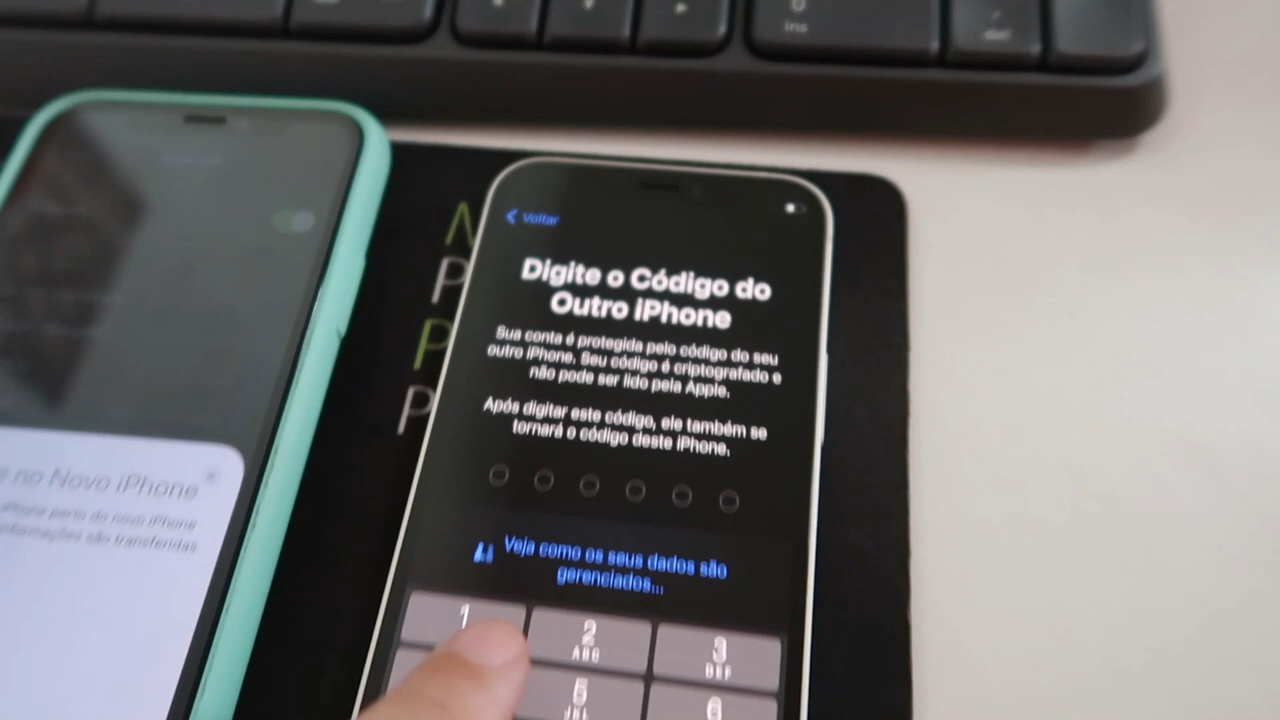 ins
del
Voltar
Digite o Código do
Outro iPhone
Sua conta é protegida pelo código do seu
outro iPhone. Seu código é criptografado e
não pode ser lido pela Apple.
Após digitar este código, ele também se
tornará o código deste iPhone.
Veja como os seus dados são
gerenciados...
1
2
ABC
3
DEF
5
JKL
6
e no Novo iPhone
iPhone perto do novo iPhone
informações são transferidas.
P
P
P